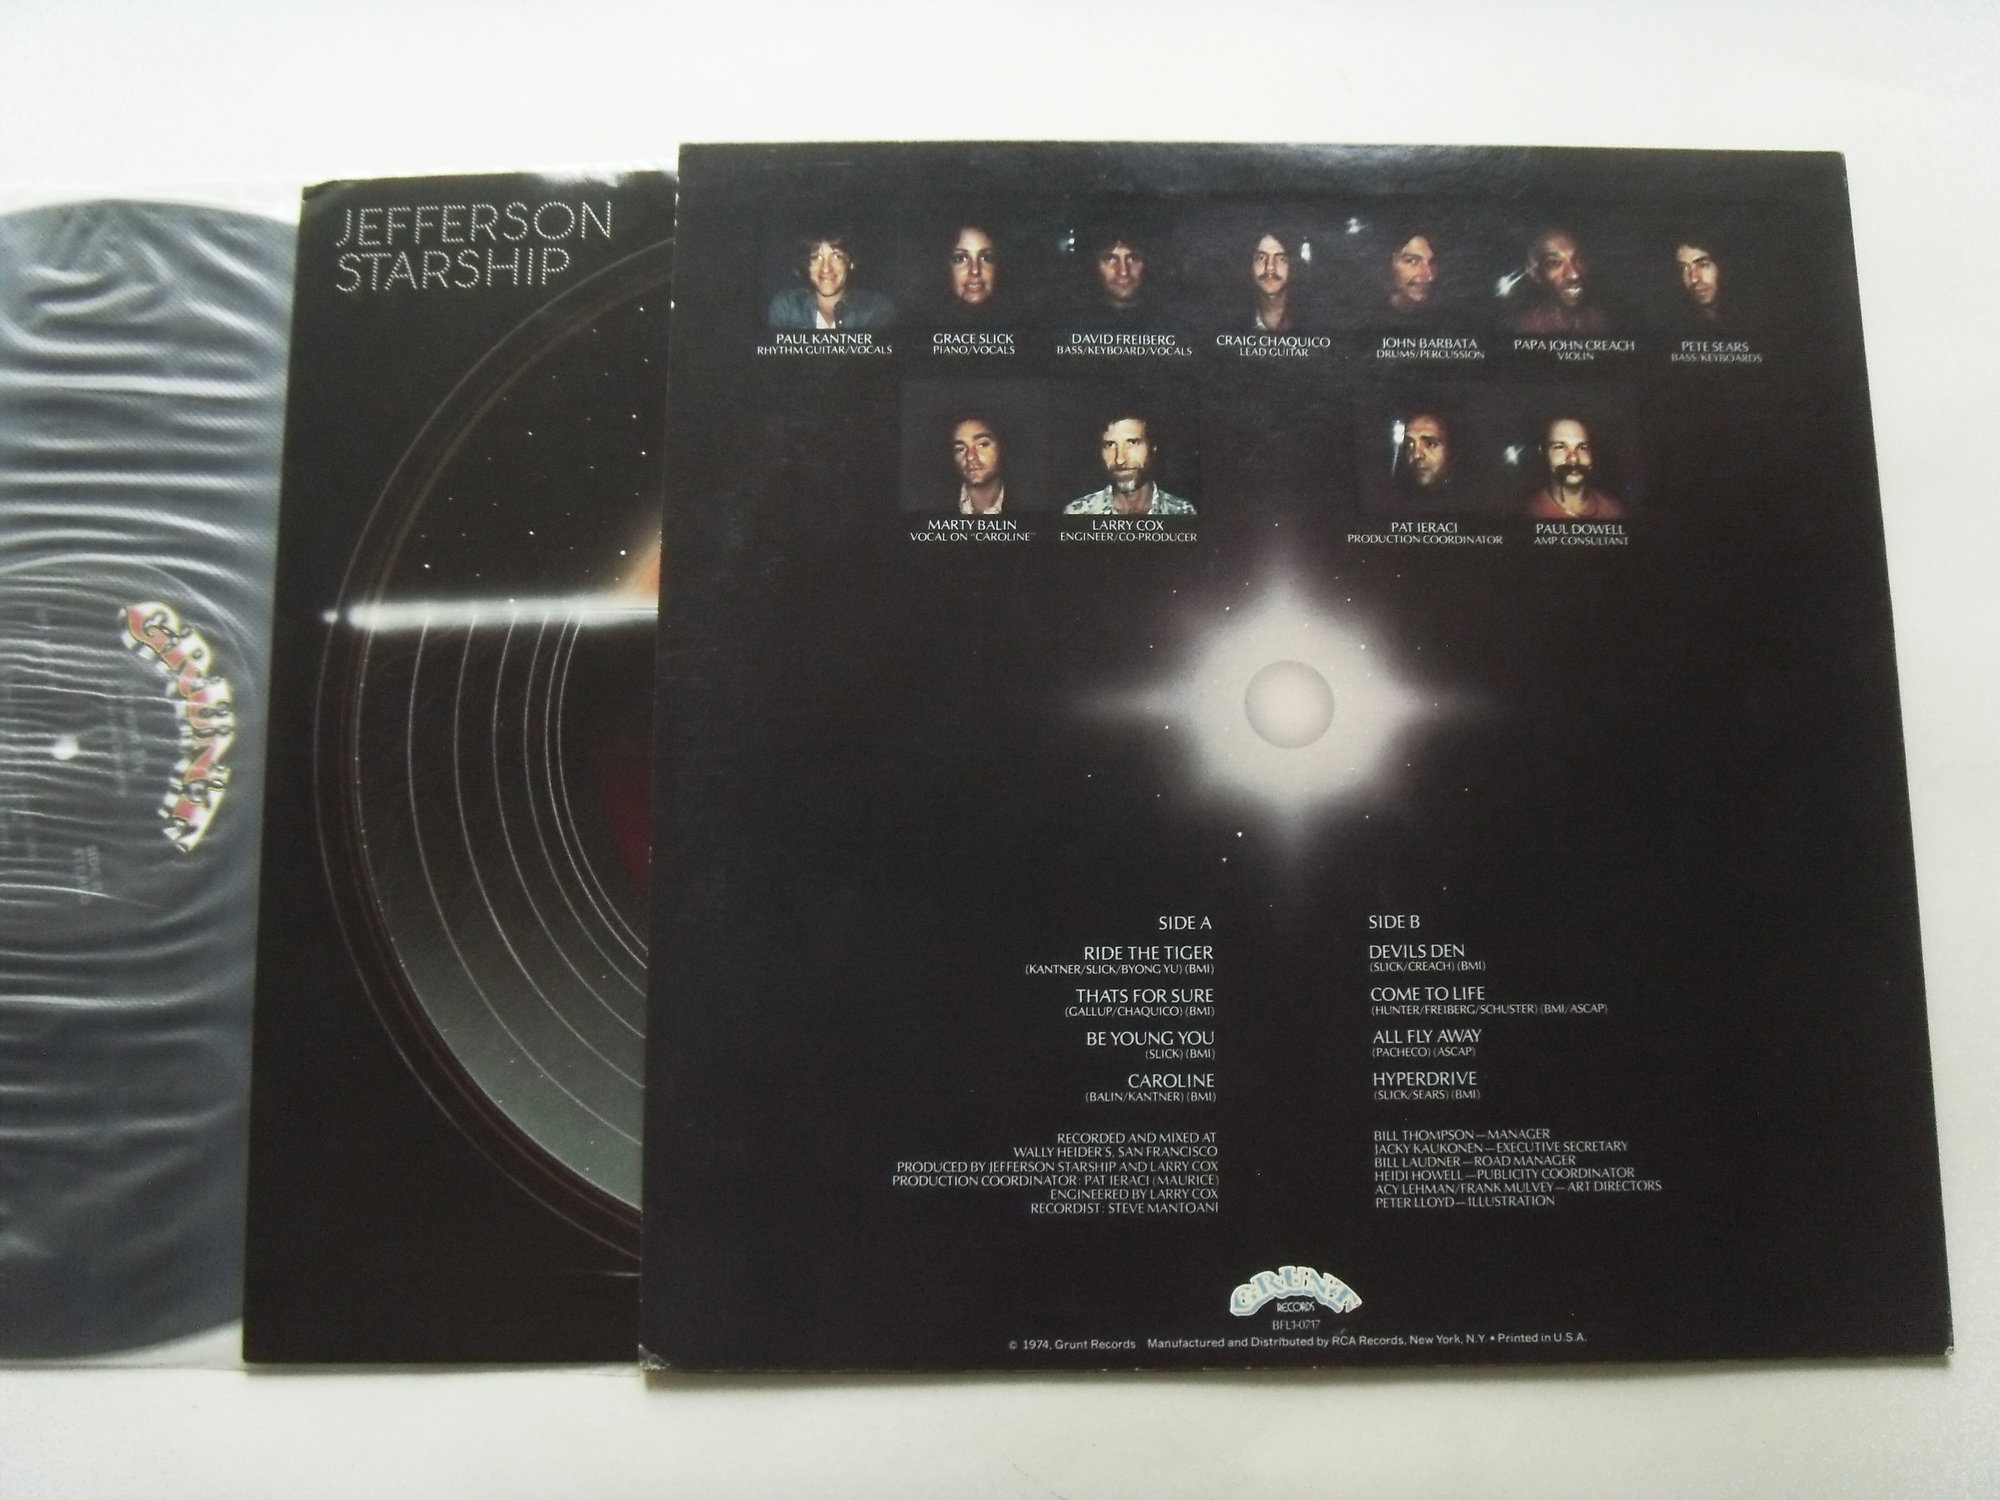 JEFFERSON
STARSHIP
GRUNT
PAUL KANTNER
RHYTHM GUITAR/VOCALS
GRACE SLICK
PIANO/VOCALS
DAVID FREIBERG
BASS/KEYBOARD/VOCALS
CRAIG CHAQUICO
LEAD GUITAR
JOHN BARBATA
DRUMS/PERCUSSION
PAPA JOHN CREACH
VIOLIN
PETE SEARS
BASS/KEYBOARDS
MARTY BALIN
VOCAL ON "CAROLINE"
LARRY COX
ENGINEER/CO-PRODUCER
PAT IERACI
PRODUCTION COORDINATOR
PAUL DOWELL
AMP CONSULTANT
SIDE A
RIDE THE TIGER
(KANTNER/SLICK/BYONG YU) (BMI)
THATS FOR SURE
(GALLUP/CHAQUICO) (BMI)
BE YOUNG YOU
(SLICK) (BMI)
CAROLINE
(BALIN/KANTNER) (BMI)
RECORDED AND MIXED AT
WALLY HEIDER'S, SAN FRANCISCO
PRODUCED BY JEFFERSON STARSHIP AND LARRY COX
PRODUCTION COORDINATOR: PAT IERACI (MAURICE)
ENGINEERED BY LARRY COX
RECORDIST: STEVE MANTOANI
SIDE B
DEVILS DEN
(SLICK/CREACH) (BMI)
COME TO LIFE
(HUNTER/FREIBERG/SCHUSTER) (BMI/ASCAP)
ALL FLY AWAY
(PACHECO) (ASCAP)
HYPERDRIVE
(SLICK/SEARS) (BMI)
BILL THOMPSON—MANAGER
JACKY KAUKONEN—EXECUTIVE SECRETARY
BILL LAUDNER—ROAD MANAGER
HEIDI HOWELL—PUBLICITY COORDINATOR
ACY LEHMAN/FRANK MULVEY—ART DIRECTORS
PETER LLOYD—ILLUSTRATION
GRUNT
RECORDS
BFL1-0717
© 1974, Grunt Records Manufactured and Distributed by RCA Records, New York, N.Y. • Printed in U.S.A.